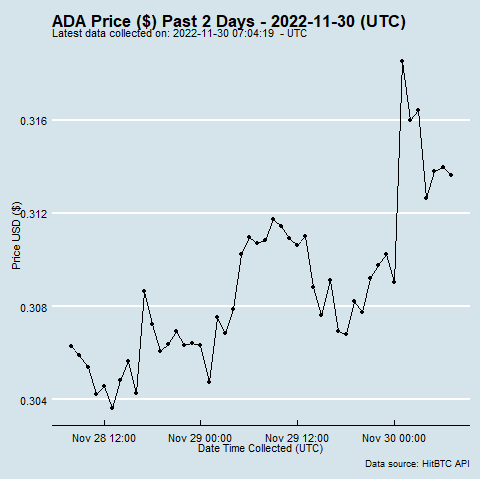 ADA Price ($) Past 2 Days - 2022-11-30 (UTC)
Latest data collected on: 2022-11-30 07:04:19  - UTC
0.316
0.312
0.308
0.304
Price USD ($)
Nov 28 12:00 Nov 29 00:00 Nov 29 12:00 Nov 30 00:00
Date Time Collected (UTC)
Data source: HitBTC API